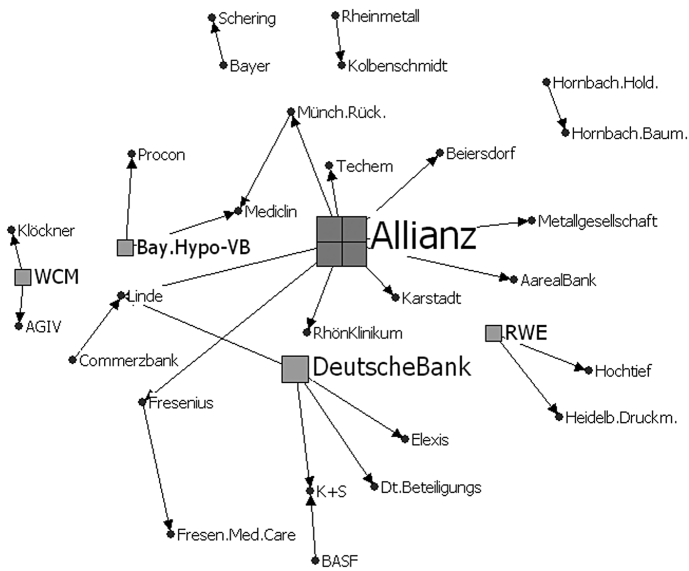 Schering
Rheinmetall
Bayer
Kolbenschmidt
Hornbach.Hold.
Münch.Rück.
Hornbach.Baum.
Procon
Techem
Beiersdorf
Mediclin
Metallgesellschaft
Klöckner
Bay.Hypo-VB
Allianz
WCM
AarealBank
Linde
Karstadt
AGIV
RhönKlinikum
RWE
Commerzbank
DeutscheBank
Hochtief
Fresenius
Heidelb.Druckm.
Elexis
K+S
Dt.Beteiligungs
Fresen.Med.Care
BASF